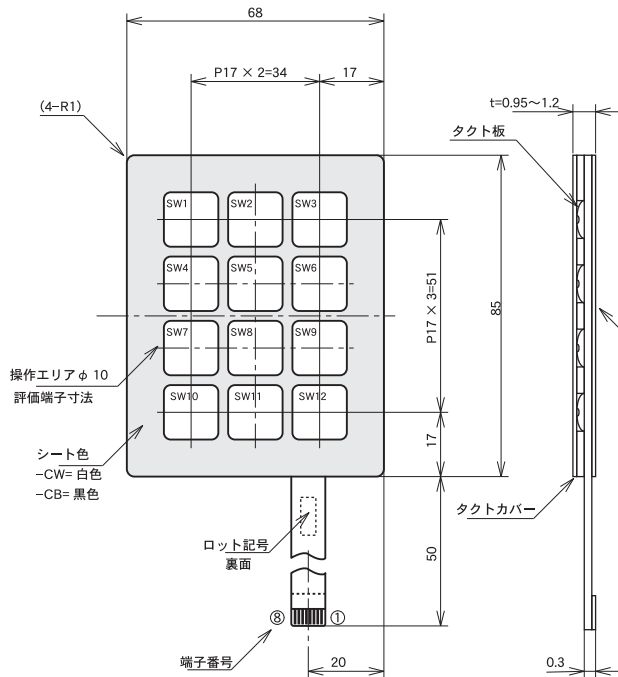 68
P17 × 2=34
17
(4-R1)
t=0.95〜1.2
タクト板
SW1
SW2
SW3
SW4
SW5
SW6
SW7
SW8
SW9
SW10
SW11
SW12
P17 × 3=51
85
17
50
操作エリアφ 10
評価端子寸法
シート色
-CW= 白色
-CB= 黒色
タクトカバー
ロット記号
裏面
⑧
①
端子番号
20
0.3